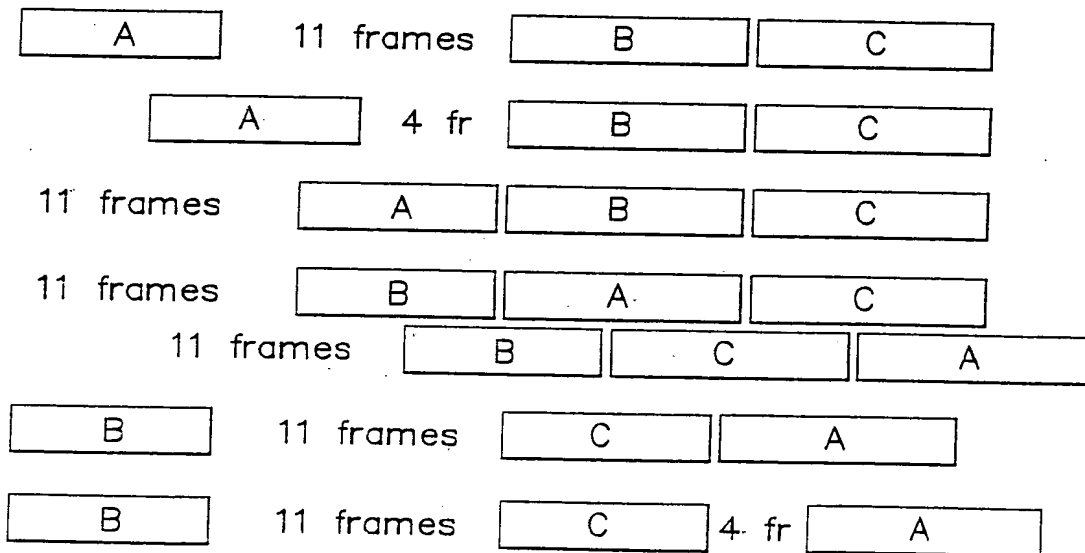 A 11 frames B C
A 4 fr B C
11 frames A B C
11 frames B A C
11 frames B C A
B 11 frames C A
B 11 frames C 4 fr A